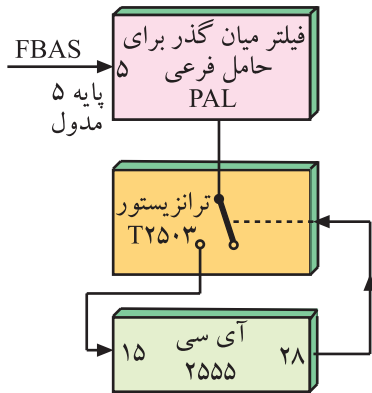 فیلتر میان گذر برای
حامل فرعی
PAL
۵
FBAS
پایه ۵
مدول
ترانزیستور
T۲۵۰۳
آی سی
۲۵۵۵
۱۵
۲۸